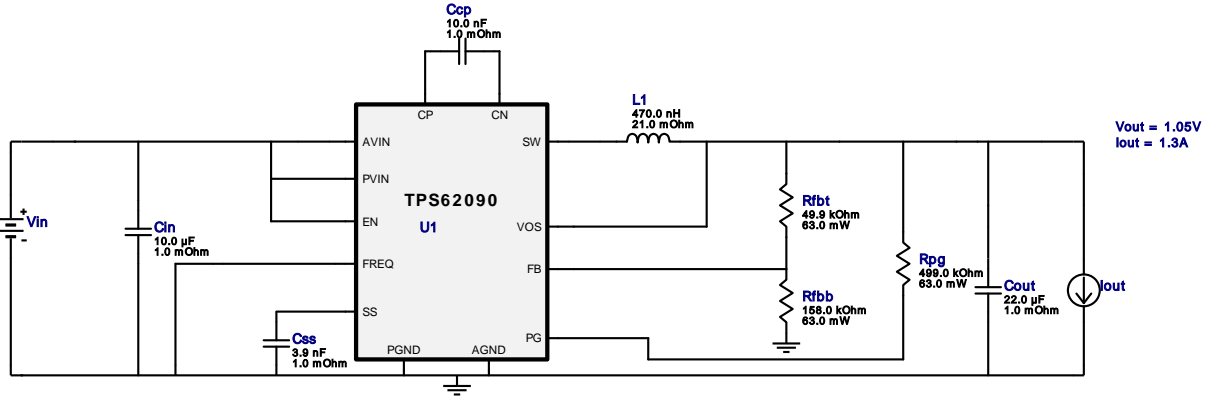 Ccp
10.0 nF
1.0 mOhm
CP
CN
L1
470.0 nH
21.0 mOhm
Vout = 1.05V
Iout = 1.3A
AVIN
SW
PVIN
TPS62090
U1
EN
VOS
FREQ
FB
SS
PG
PGND
AGND
Vin
+
-
Cin
10.0 µF
1.0 mOhm
Css
3.9 nF
1.0 mOhm
Rfbt
49.9 kOhm
63.0 mW
Rfbb
158.0 kOhm
63.0 mW
Rpg
499.0 kOhm
63.0 mW
Cout
22.0 µF
1.0 mOhm
Iout